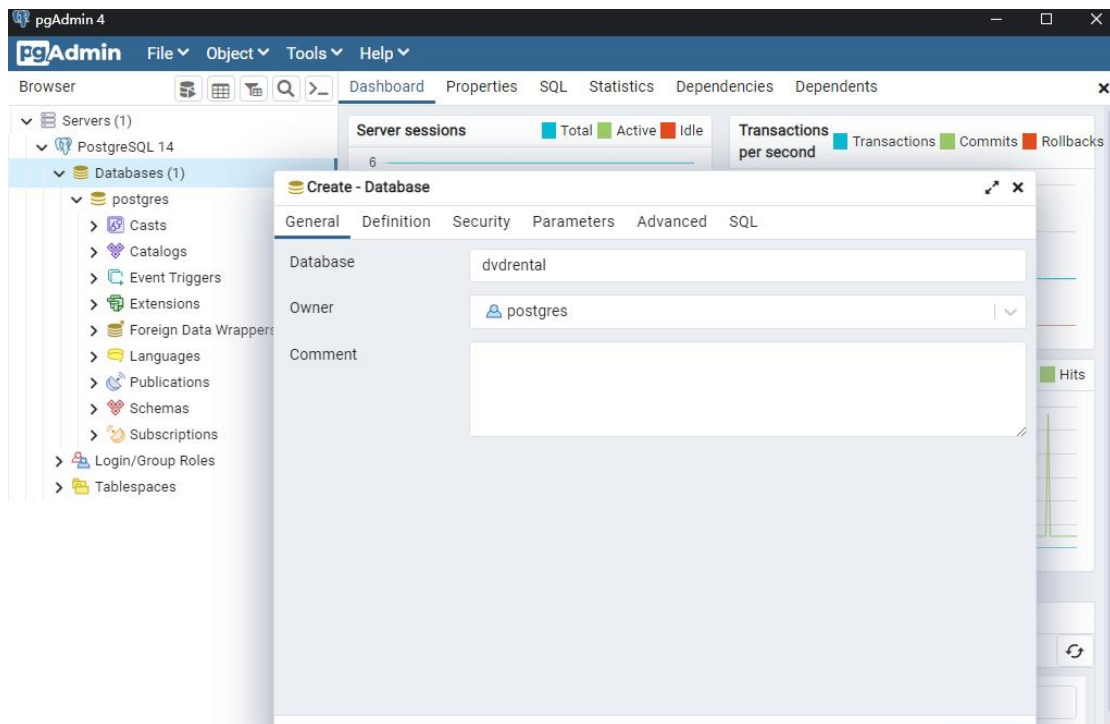 pgAdmin 4
pgAdmin File Object Tools Help
Browser Dashboard Properties SQL Statistics Dependencies Dependents
Servers (1)
PostgreSQL 14
Databases (1)
postgres
Casts
Catalogs
Event Triggers
Extensions
Foreign Data Wrappers
Languages
Publications
Schemas
Subscriptions
Login/Group Roles
Tablespaces
Server sessions Total Active Idle
6
Transactions
per second
Transactions Commits Rollbacks
Create - Database
General Definition Security Parameters Advanced SQL
Database dvdrental
Owner postgres
Comment
Hits